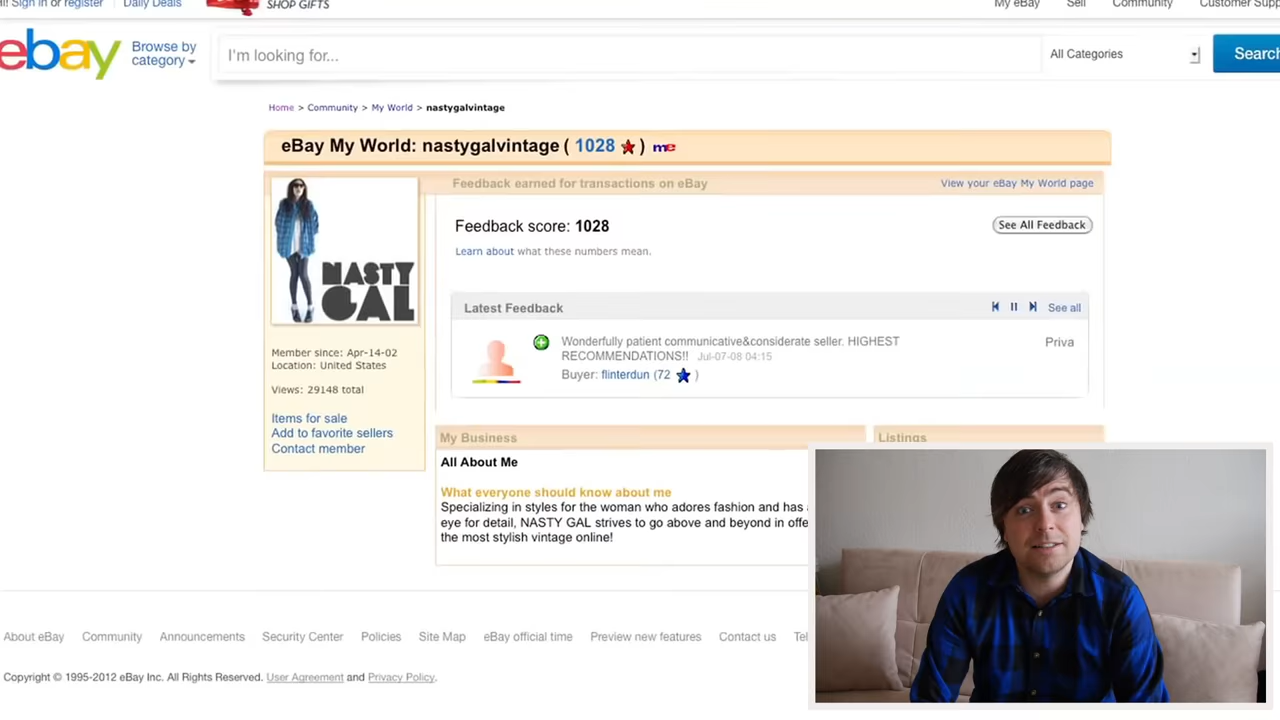 Hi! Sign in or register Daily Deals SHOP GIFTS My eBay Sell Community Customer
ebay Browse by category I'm looking for... All Categories Search
Home > Community > My World > nastygalvintage
eBay My World: nastygalvintage ( 1028 ) me
Feedback earned for transactions on eBay View your eBay My World page
Feedback score: 1028 See All Feedback
Learn about what these numbers mean.
NASTY
GAL
Latest Feedback See all
Wonderfully patient communicative&considerate seller. HIGHEST Priva
RECOMMENDATIONS!! Jul-07-08 04:15
Buyer: flinterdun (72 )
Member since: Apr-14-02
Location: United States
Views: 29148 total
Items for sale
Add to favorite sellers
Contact member
My Business Listings
All About Me
What everyone should know about me
Specializing in styles for the woman who adores fashion and has
eye for detail, NASTY GAL strives to go above and beyond in offe
the most stylish vintage online!
About eBay Community Announcements Security Center Policies Site Map eBay official time Preview new features Contact us
Copyright © 1995-2012 eBay Inc. All Rights Reserved. User Agreement and Privacy Policy.